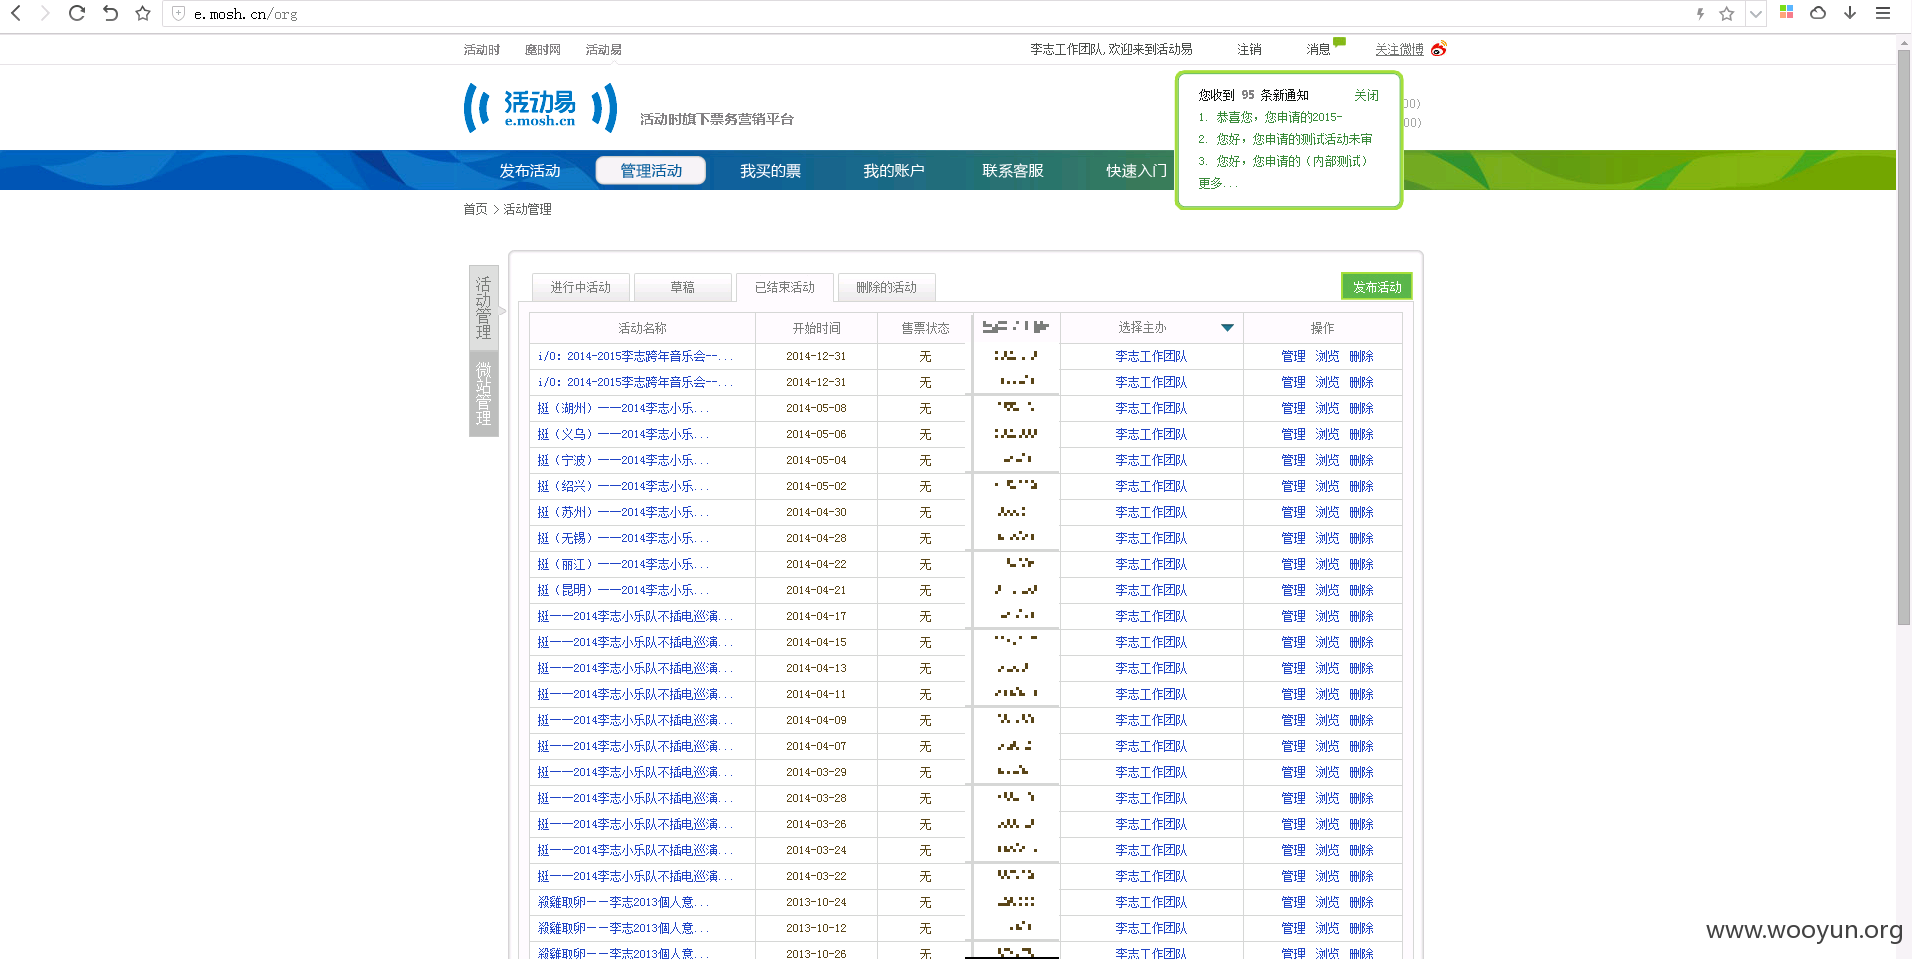 e.mosh.cn/org
活动时 魔时网 活动易 李志工作团队, 欢迎来到活动易 注销 消息 关注微博
活动易
e.mosh.cn
活动时旗下票务营销平台
您收到 95 条新通知 关闭
1. 恭喜您，您申请的2015-
2. 您好，您申请的测试活动未审
3. 您好，您申请的（内部测试）
更多...
00)
00)
发布活动 管理活动 我买的票 我的账户 联系客服 快速入门
首页 > 活动管理
活动管理
微站管理
进行中活动 草稿 已结束活动 删除的活动 发布活动
活动名称 开始时间 售票状态 选择主办 操作
i/0: 2014-2015李志跨年音乐会--... 2014-12-31 无 李志工作团队 管理 浏览 删除
i/0: 2014-2015李志跨年音乐会--... 2014-12-31 无 李志工作团队 管理 浏览 删除
挺（湖州）——2014李志小乐... 2014-05-08 无 李志工作团队 管理 浏览 删除
挺（义乌）——2014李志小乐... 2014-05-06 无 李志工作团队 管理 浏览 删除
挺（宁波）——2014李志小乐... 2014-05-04 无 李志工作团队 管理 浏览 删除
挺（绍兴）——2014李志小乐... 2014-05-02 无 李志工作团队 管理 浏览 删除
挺（苏州）——2014李志小乐... 2014-04-30 无 李志工作团队 管理 浏览 删除
挺（无锡）——2014李志小乐... 2014-04-28 无 李志工作团队 管理 浏览 删除
挺（丽江）——2014李志小乐... 2014-04-22 无 李志工作团队 管理 浏览 删除
挺（昆明）——2014李志小乐... 2014-04-21 无 李志工作团队 管理 浏览 删除
挺——2014李志小乐队不插电巡演... 2014-04-17 无 李志工作团队 管理 浏览 删除
挺——2014李志小乐队不插电巡演... 2014-04-15 无 李志工作团队 管理 浏览 删除
挺——2014李志小乐队不插电巡演... 2014-04-13 无 李志工作团队 管理 浏览 删除
挺——2014李志小乐队不插电巡演... 2014-04-11 无 李志工作团队 管理 浏览 删除
挺——2014李志小乐队不插电巡演... 2014-04-09 无 李志工作团队 管理 浏览 删除
挺——2014李志小乐队不插电巡演... 2014-04-07 无 李志工作团队 管理 浏览 删除
挺——2014李志小乐队不插电巡演... 2014-03-29 无 李志工作团队 管理 浏览 删除
挺——2014李志小乐队不插电巡演... 2014-03-28 无 李志工作团队 管理 浏览 删除
挺——2014李志小乐队不插电巡演... 2014-03-26 无 李志工作团队 管理 浏览 删除
挺——2014李志小乐队不插电巡演... 2014-03-24 无 李志工作团队 管理 浏览 删除
挺——2014李志小乐队不插电巡演... 2014-03-22 无 李志工作团队 管理 浏览 删除
殺雞取卵——李志2013個人意... 2013-10-24 无 李志工作团队 管理 浏览 删除
殺雞取卵——李志2013個人意... 2013-10-12 无 李志工作团队 管理 浏览 删除
殺雞取卵——李志2013個人意... 2013-10-26 无 李志工作团队 管理 浏览 删除
www.wooyun.org